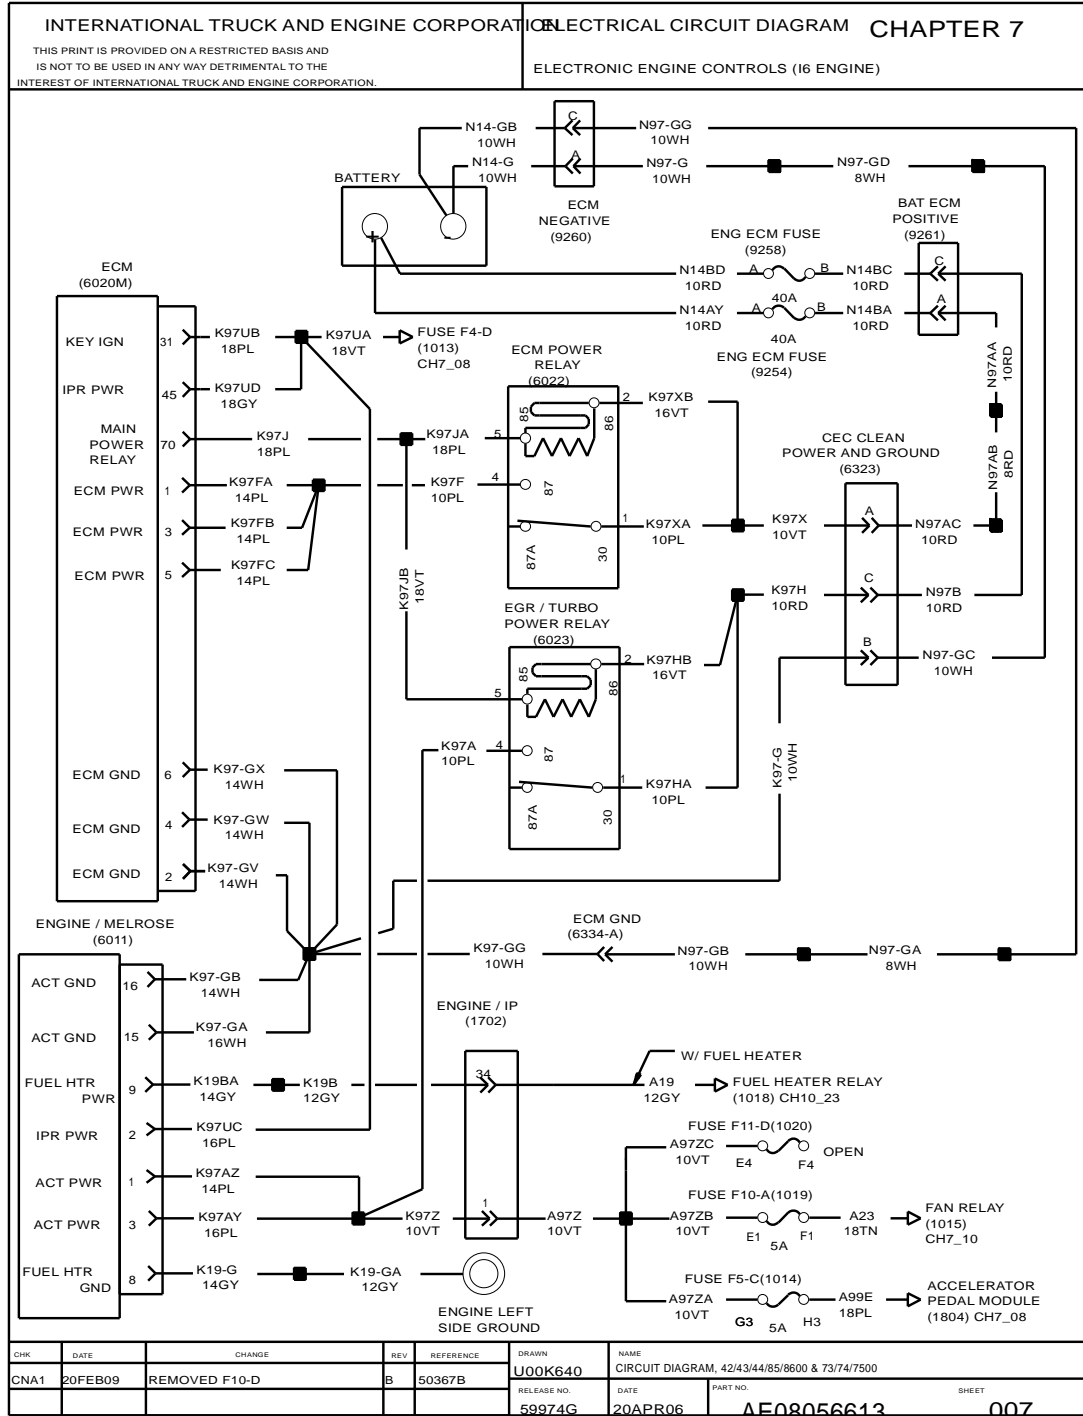 INTERNATIONAL TRUCK AND ENGINE CORPORATION
ELECTRICAL CIRCUIT DIAGRAM
CHAPTER 7
THIS PRINT IS PROVIDED ON A RESTRICTED BASIS AND
IS NOT TO BE USED IN ANY WAY DETRIMENTAL TO THE
INTEREST OF INTERNATIONAL TRUCK AND ENGINE CORPORATION.
ELECTRONIC ENGINE CONTROLS (I6 ENGINE)
N14-GB
10WH
C
N97-GG
10WH
N14-G
10WH
A
N97-G
10WH
N97-GD
8WH
BATTERY
+
-
ECM
NEGATIVE
(9260)
BAT ECM
POSITIVE
(9261)
ENG ECM FUSE
(9258)
N14BD
10RD
A
B
40A
N14BC
10RD
C
N14AY
10RD
A
B
40A
N14BA
10RD
A
ENG ECM FUSE
(9254)
N97AA
10RD
N97AB
8RD
ECM
(6020M)
KEY IGN
31
K97UB
18PL
K97UA
18VT
FUSE F4-D
(1013)
CH7_08
IPR PWR
45
K97UD
18GY
MAIN
POWER
RELAY
70
K97J
18PL
K97JA
18PL
ECM PWR
1
K97FA
14PL
K97F
10PL
ECM PWR
3
K97FB
14PL
ECM PWR
5
K97FC
14PL
K97JB
18VT
ECM POWER
RELAY
(6022)
85
86
2
5
4
87
1
87A
30
K97XB
16VT
K97XA
10PL
K97X
10VT
CEC CLEAN
POWER AND GROUND
(6323)
A
N97AC
10RD
K97H
10RD
C
N97B
10RD
B
N97-GC
10WH
EGR / TURBO
POWER RELAY
(6023)
85
86
2
5
4
87
1
87A
30
K97HB
16VT
K97A
10PL
K97HA
10PL
K97-G
10WH
ECM GND
6
K97-GX
14WH
ECM GND
4
K97-GW
14WH
ECM GND
2
K97-GV
14WH
ENGINE / MELROSE
(6011)
ECM GND
(6334-A)
K97-GG
10WH
N97-GB
10WH
N97-GA
8WH
ACT GND
16
K97-GB
14WH
ACT GND
15
K97-GA
16WH
ENGINE / IP
(1702)
FUEL HTR
PWR
9
K19BA
14GY
K19B
12GY
34
W/ FUEL HEATER
A19
12GY
FUEL HEATER RELAY
(1018) CH10_23
IPR PWR
2
K97UC
16PL
ACT PWR
1
K97AZ
14PL
ACT PWR
3
K97AY
16PL
K97Z
10VT
1
A97Z
10VT
FUSE F11-D(1020)
A97ZC
10VT
E4
F4
OPEN
FUSE F10-A(1019)
A97ZB
10VT
E1
F1
5A
A23
18TN
FAN RELAY
(1015)
CH7_10
FUSE F5-C(1014)
A97ZA
10VT
G3
H3
5A
A99E
18PL
ACCELERATOR
PEDAL MODULE
(1804) CH7_08
FUEL HTR
GND
8
K19-G
14GY
K19-GA
12GY
ENGINE LEFT
SIDE GROUND
CHK
DATE
CHANGE
REV
REFERENCE
DRAWN
NAME
CNA1
20FEB09
REMOVED F10-D
B
50367B
U00K640
CIRCUIT DIAGRAM, 42/43/44/85/8600 & 73/74/7500
RELEASE NO.
DATE
PART NO.
SHEET
59974G
20APR06
AE08056613
007